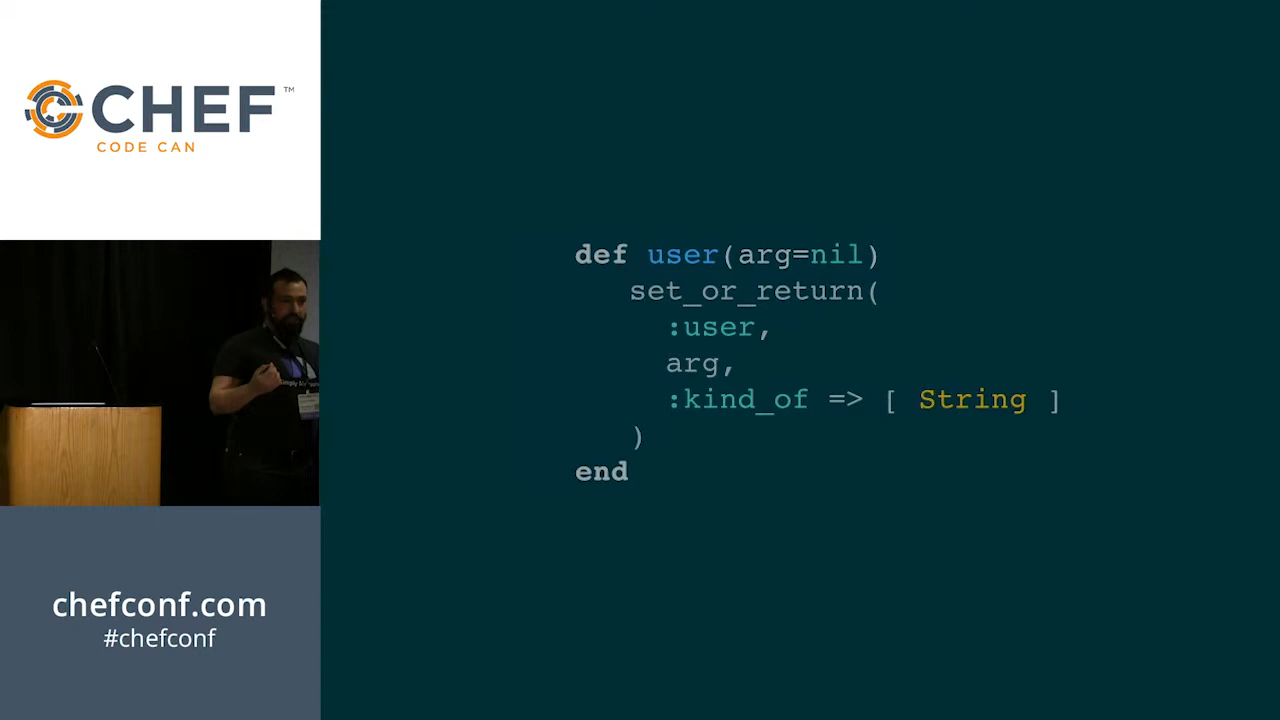 CHEF™
CODE CAN
def user(arg=nil)
set_or_return(
:user,
arg,
:kind_of => [ String ]
)
end
chefconf.com
#chefconf